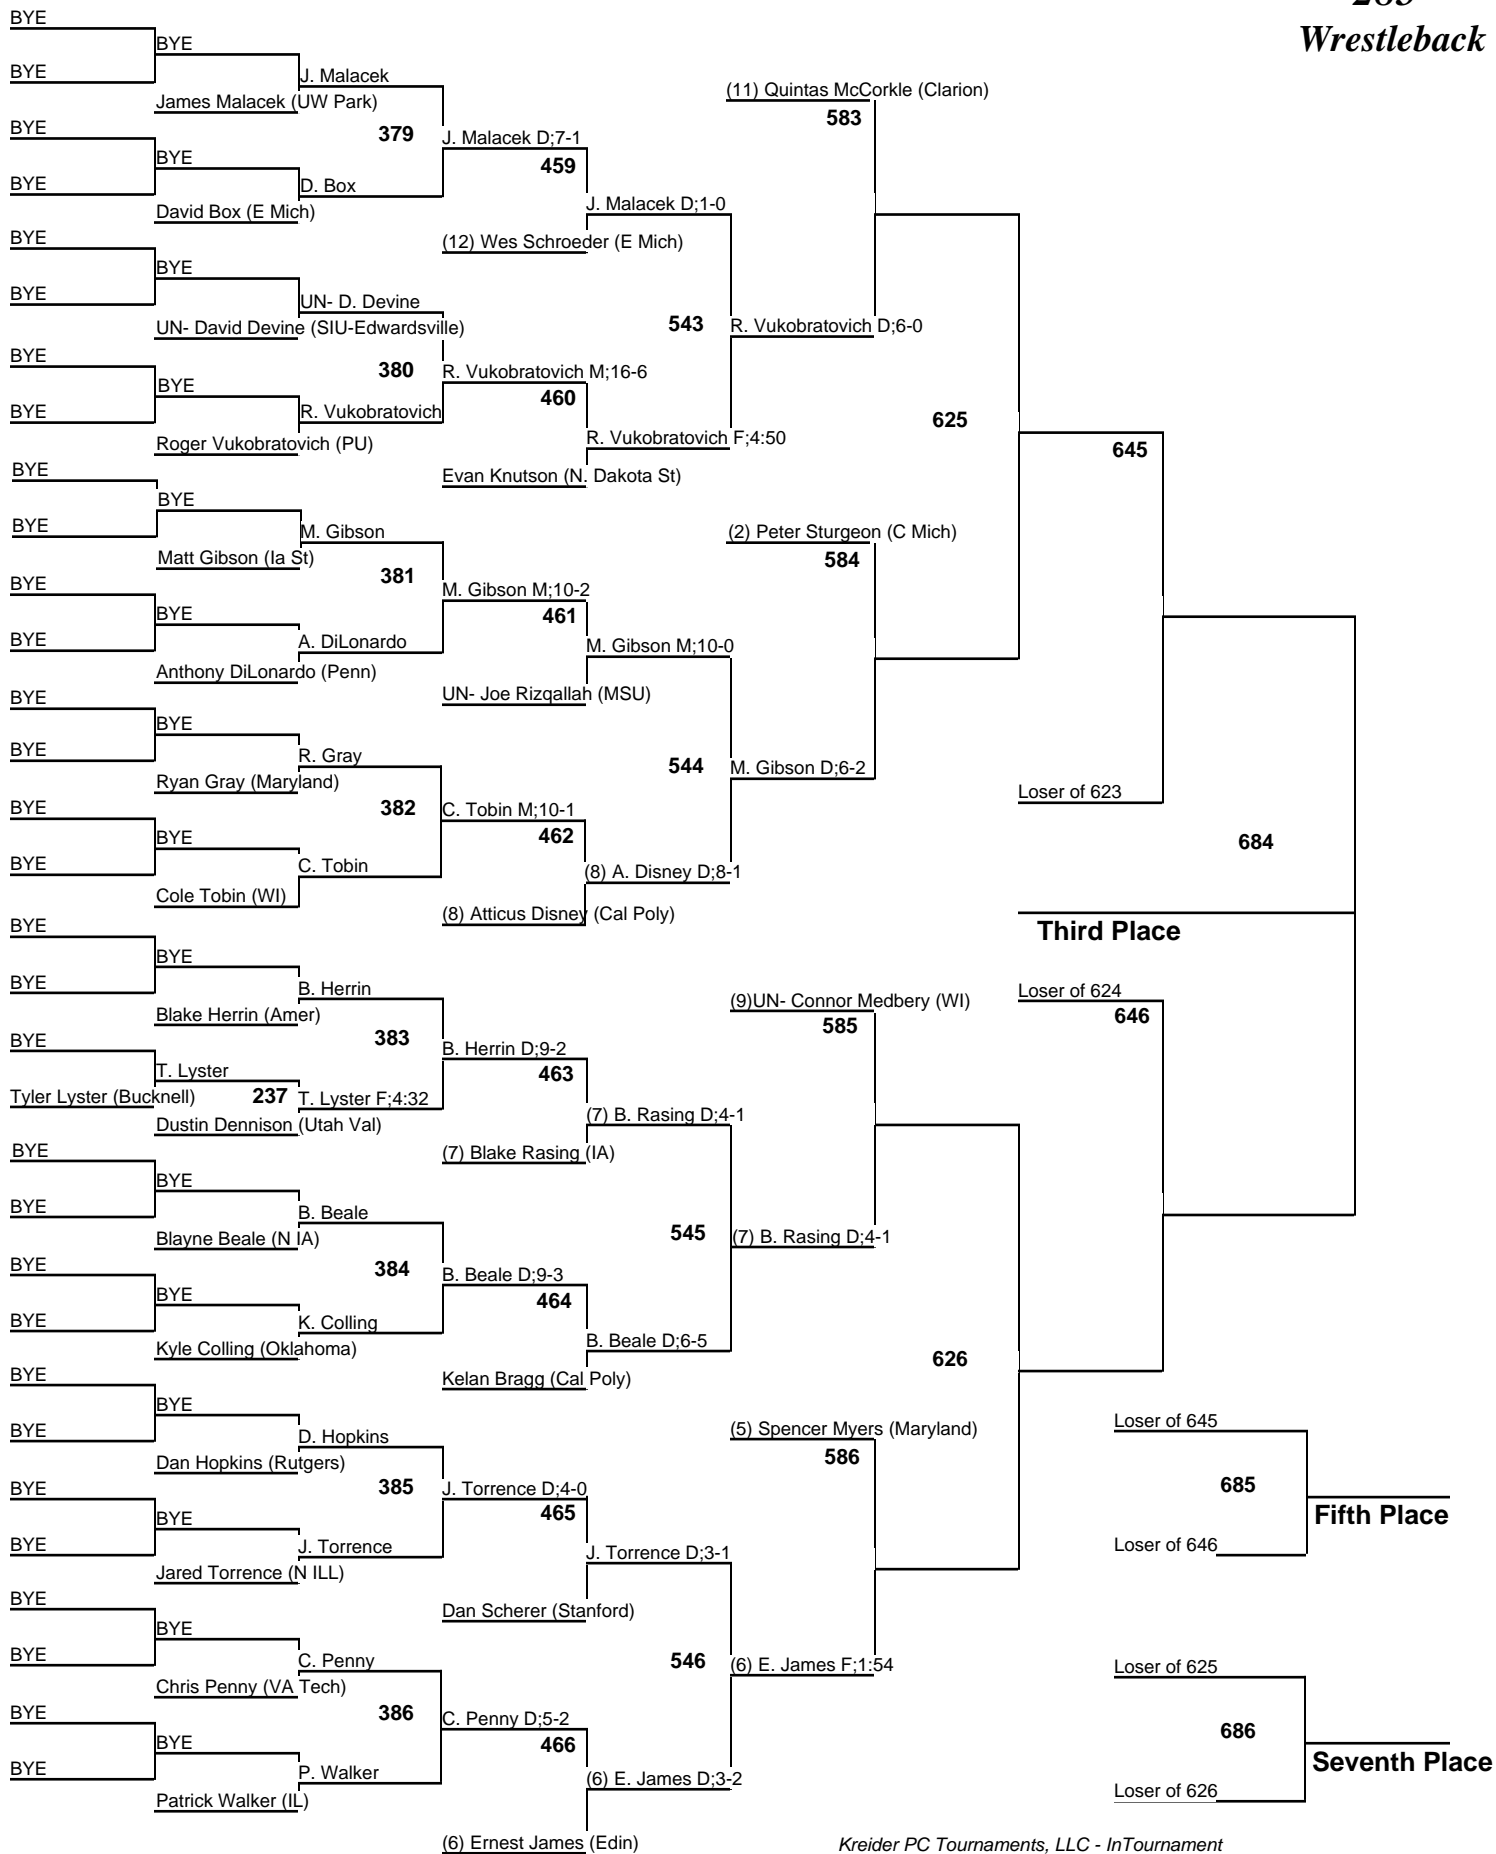 Wrestleback
BYE
BYE
BYE
J. Malacek
BYE
(11) Quintas McCorkle (Clarion)
James Malacek (UW Park)
583
BYE
379
J. Malacek D;7-1
BYE
459
BYE
D. Box
J. Malacek D;1-0
David Box (E Mich)
BYE
(12) Wes Schroeder (E Mich)
BYE
BYE
UN- D. Devine
UN- David Devine (SIU-Edwardsville)
543
R. Vukobratovich D;6-0
BYE
380
R. Vukobratovich M;16-6
BYE
460
BYE
R. Vukobratovich
625
R. Vukobratovich F;4:50
Roger Vukobratovich (PU)
645
BYE
Evan Knutson (N. Dakota St)
BYE
BYE
M. Gibson
(2) Peter Sturgeon (C Mich)
Matt Gibson (Ia St)
584
BYE
381
M. Gibson M;10-2
BYE
461
BYE
A. DiLonardo
M. Gibson M;10-0
Anthony DiLonardo (Penn)
UN- Joe Rizqallah (MSU)
BYE
BYE
BYE
R. Gray
544
M. Gibson D;6-2
Ryan Gray (Maryland)
Loser of 623
BYE
382
C. Tobin M;10-1
BYE
462
684
BYE
C. Tobin
(8) A. Disney D;8-1
Cole Tobin (WI)
(8) Atticus Disney (Cal Poly)
BYE
Third Place
BYE
BYE
B. Herrin
(9)UN- Connor Medbery (WI)
Loser of 624
Blake Herrin (Amer)
585
646
BYE
383
B. Herrin D;9-2
T. Lyster
463
Tyler Lyster (Bucknell)
237
T. Lyster F;4:32
(7) B. Rasing D;4-1
Dustin Dennison (Utah Val)
BYE
(7) Blake Rasing (IA)
BYE
BYE
B. Beale
Blayne Beale (N IA)
545
(7) B. Rasing D;4-1
BYE
384
B. Beale D;9-3
BYE
464
BYE
K. Colling
B. Beale D;6-5
Kyle Colling (Oklahoma)
626
BYE
Kelan Bragg (Cal Poly)
BYE
BYE
D. Hopkins
(5) Spencer Myers (Maryland)
Loser of 645
Dan Hopkins (Rutgers)
586
BYE
385
J. Torrence D;4-0
685
BYE
465
Fifth Place
BYE
J. Torrence
J. Torrence D;3-1
Loser of 646
Jared Torrence (N ILL)
BYE
Dan Scherer (Stanford)
BYE
BYE
C. Penny
546
(6) E. James F;1:54
Loser of 625
Chris Penny (VA Tech)
BYE
386
C. Penny D;5-2
BYE
466
686
BYE
P. Walker
(6) E. James D;3-2
Seventh Place
Patrick Walker (IL)
Loser of 626
(6) Ernest James (Edin)
Kreider PC Tournaments, LLC - InTournament